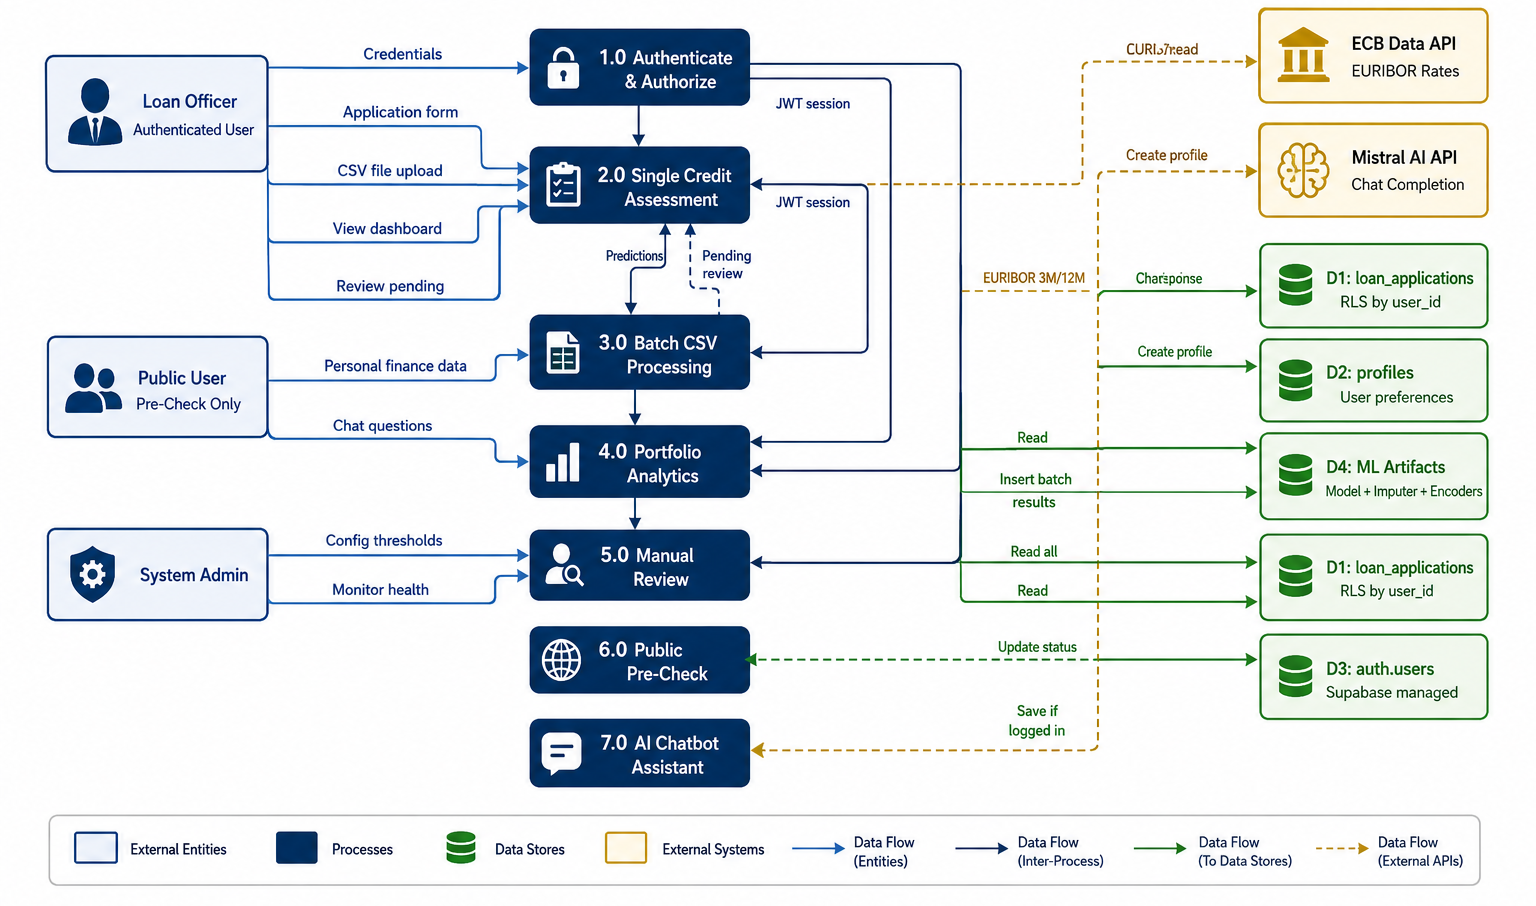 Loan Officer
Authenticated User
Public User
Pre-Check Only
System Admin
Credentials
Application form
CSV file upload
View dashboard
Review pending
Personal finance data
Chat questions
Config thresholds
Monitor health
1.0 Authenticate
& Authorize
2.0 Single Credit
Assessment
Predictions
Pending
review
3.0 Batch CSV
Processing
4.0 Portfolio
Analytics
5.0 Manual
Review
6.0 Public
Pre-Check
7.0 AI Chatbot
Assistant
JWT session
JWT session
Create profile
EURIBOR 3M/12M
Create profile
Read
Insert batch
results
Read all
Read
Update status
Save if
logged in
ECB Data API
EURIBOR Rates
Mistral AI API
Chat Completion
D1: loan_applications
RLS by user_id
D2: profiles
User preferences
D4: ML Artifacts
Model + Imputer + Encoders
D1: loan_applications
RLS by user_id
D3: auth.users
Supabase managed
External Entities
Processes
Data Stores
External Systems
Data Flow
(Entities)
Data Flow
(Inter-Process)
Data Flow
(To Data Stores)
Data Flow
(External APIs)